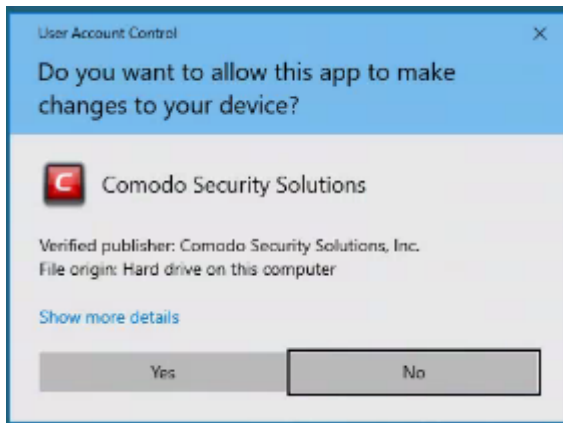 User Account Control
Do you want to allow this app to make
changes to your device?
C
Comodo Security Solutions
Verified publisher: Comodo Security Solutions, Inc.
File origin: Hard drive on this computer
Show more details
Yes
No